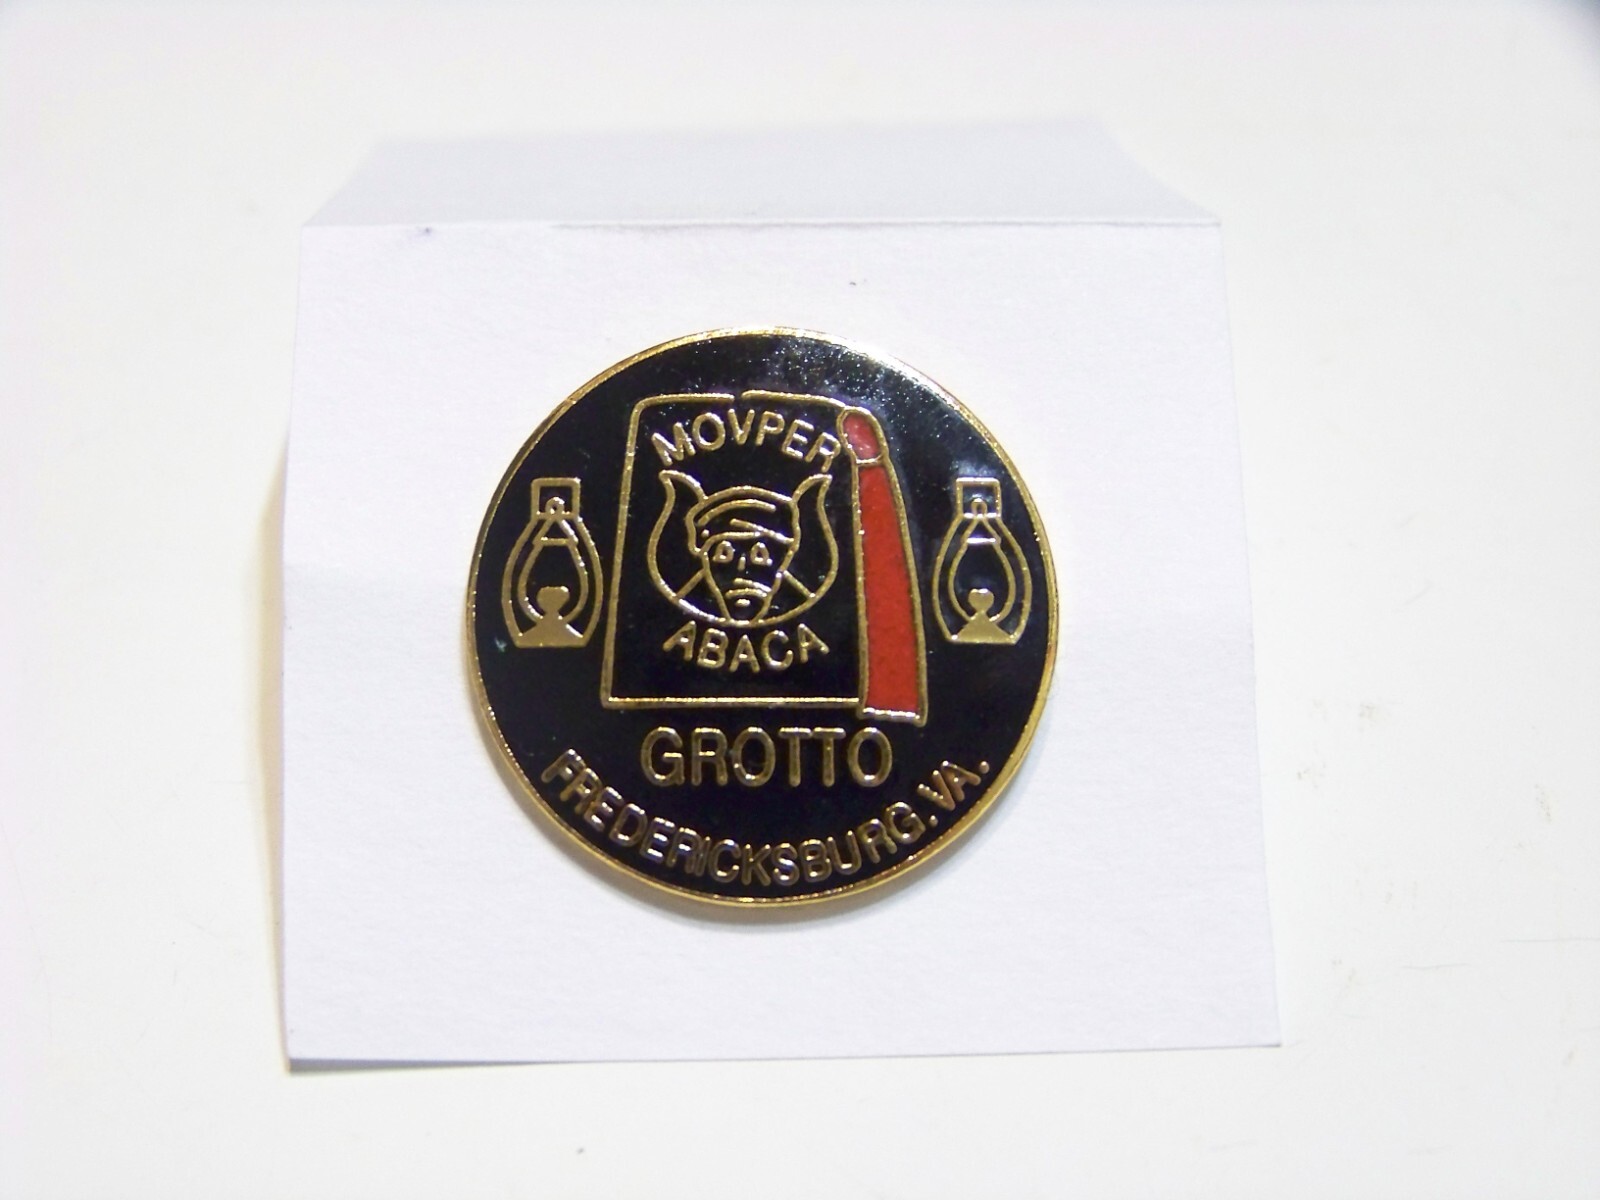 MOVPER
ABACA
GROTTO
FREDERICKSBURG. VA.